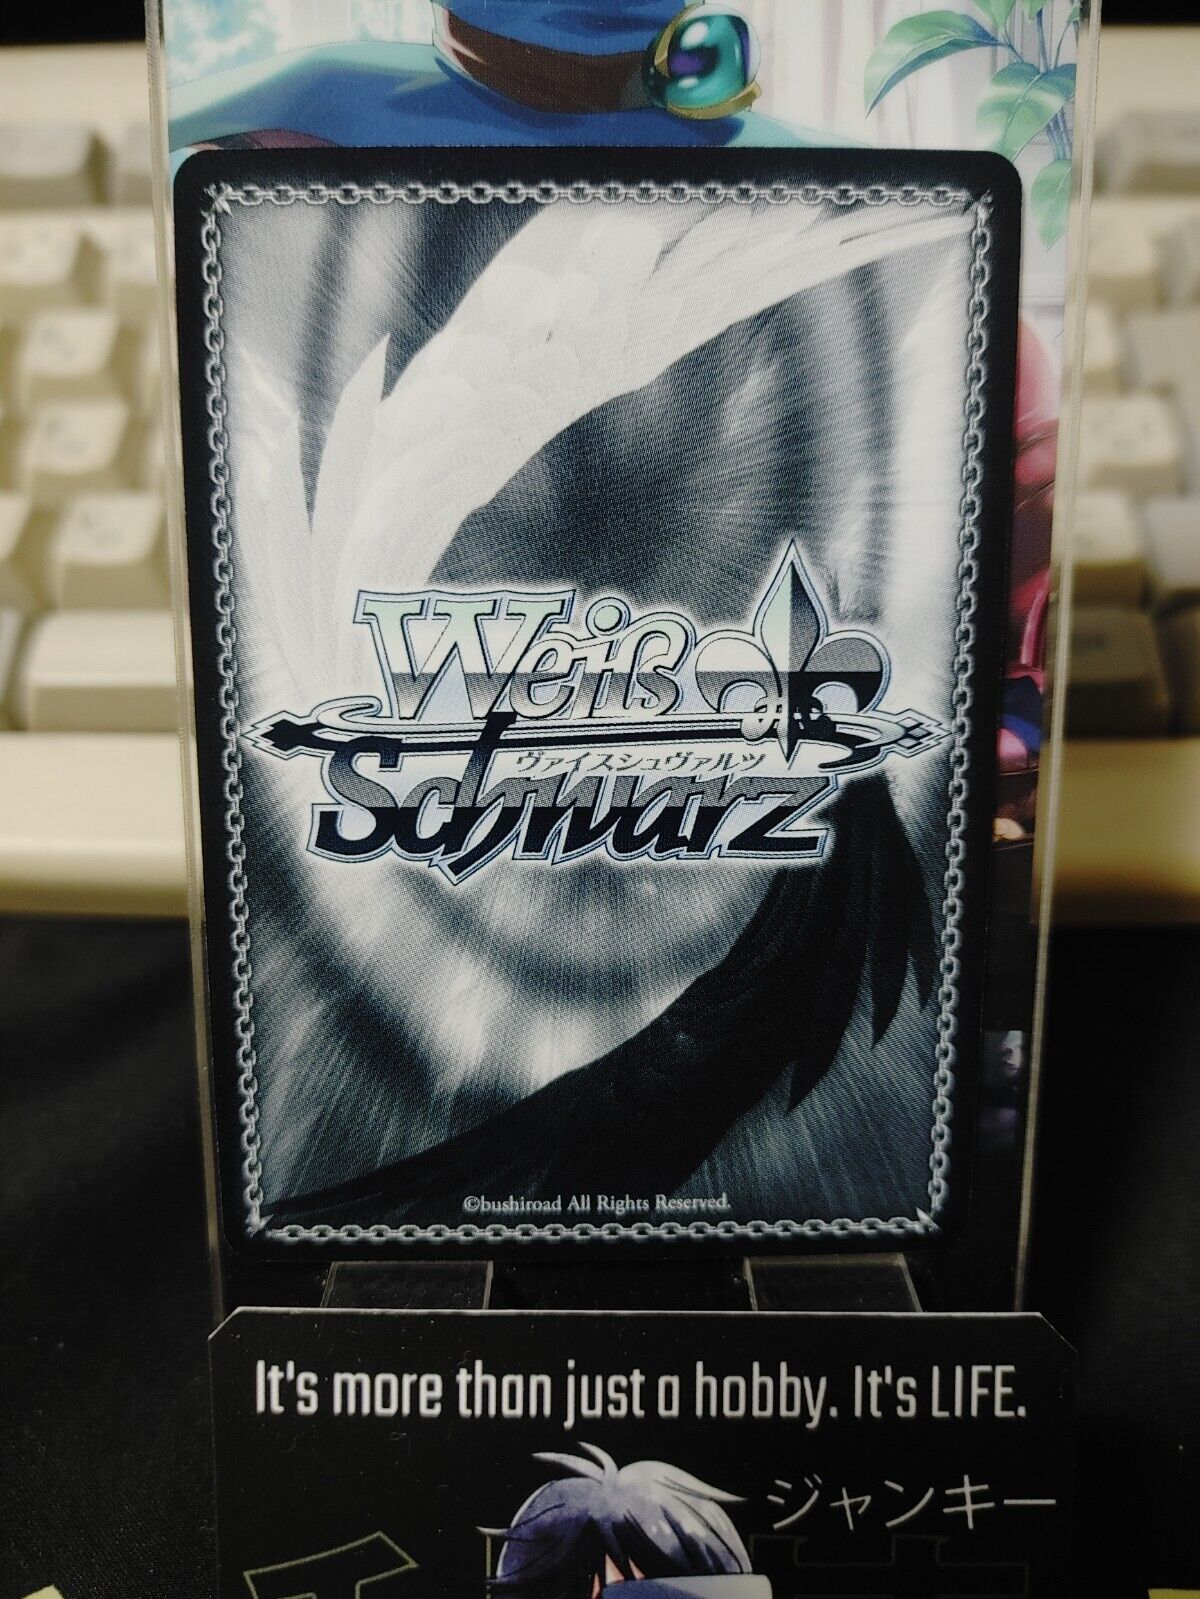 Weiß
ヴァイスシュヴァルツ
Schwarz
©bushiroad All Rights Reserved.
It's more than just a hobby. It's LIFE.
ジャンキー